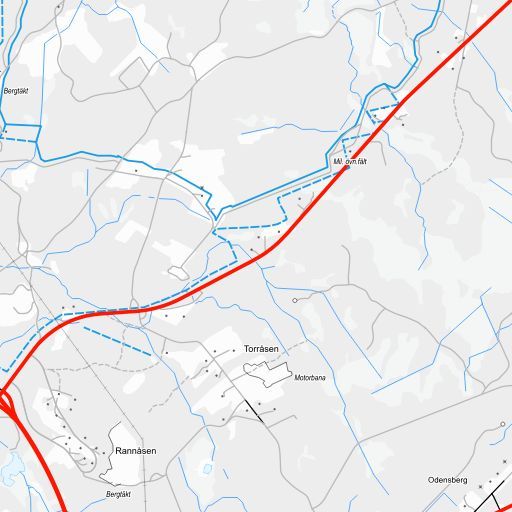 Bergtäkt
Mil. övn.fält
Torråsen
Motorbana
Rannåsen
Odensberg
Bergtäkt